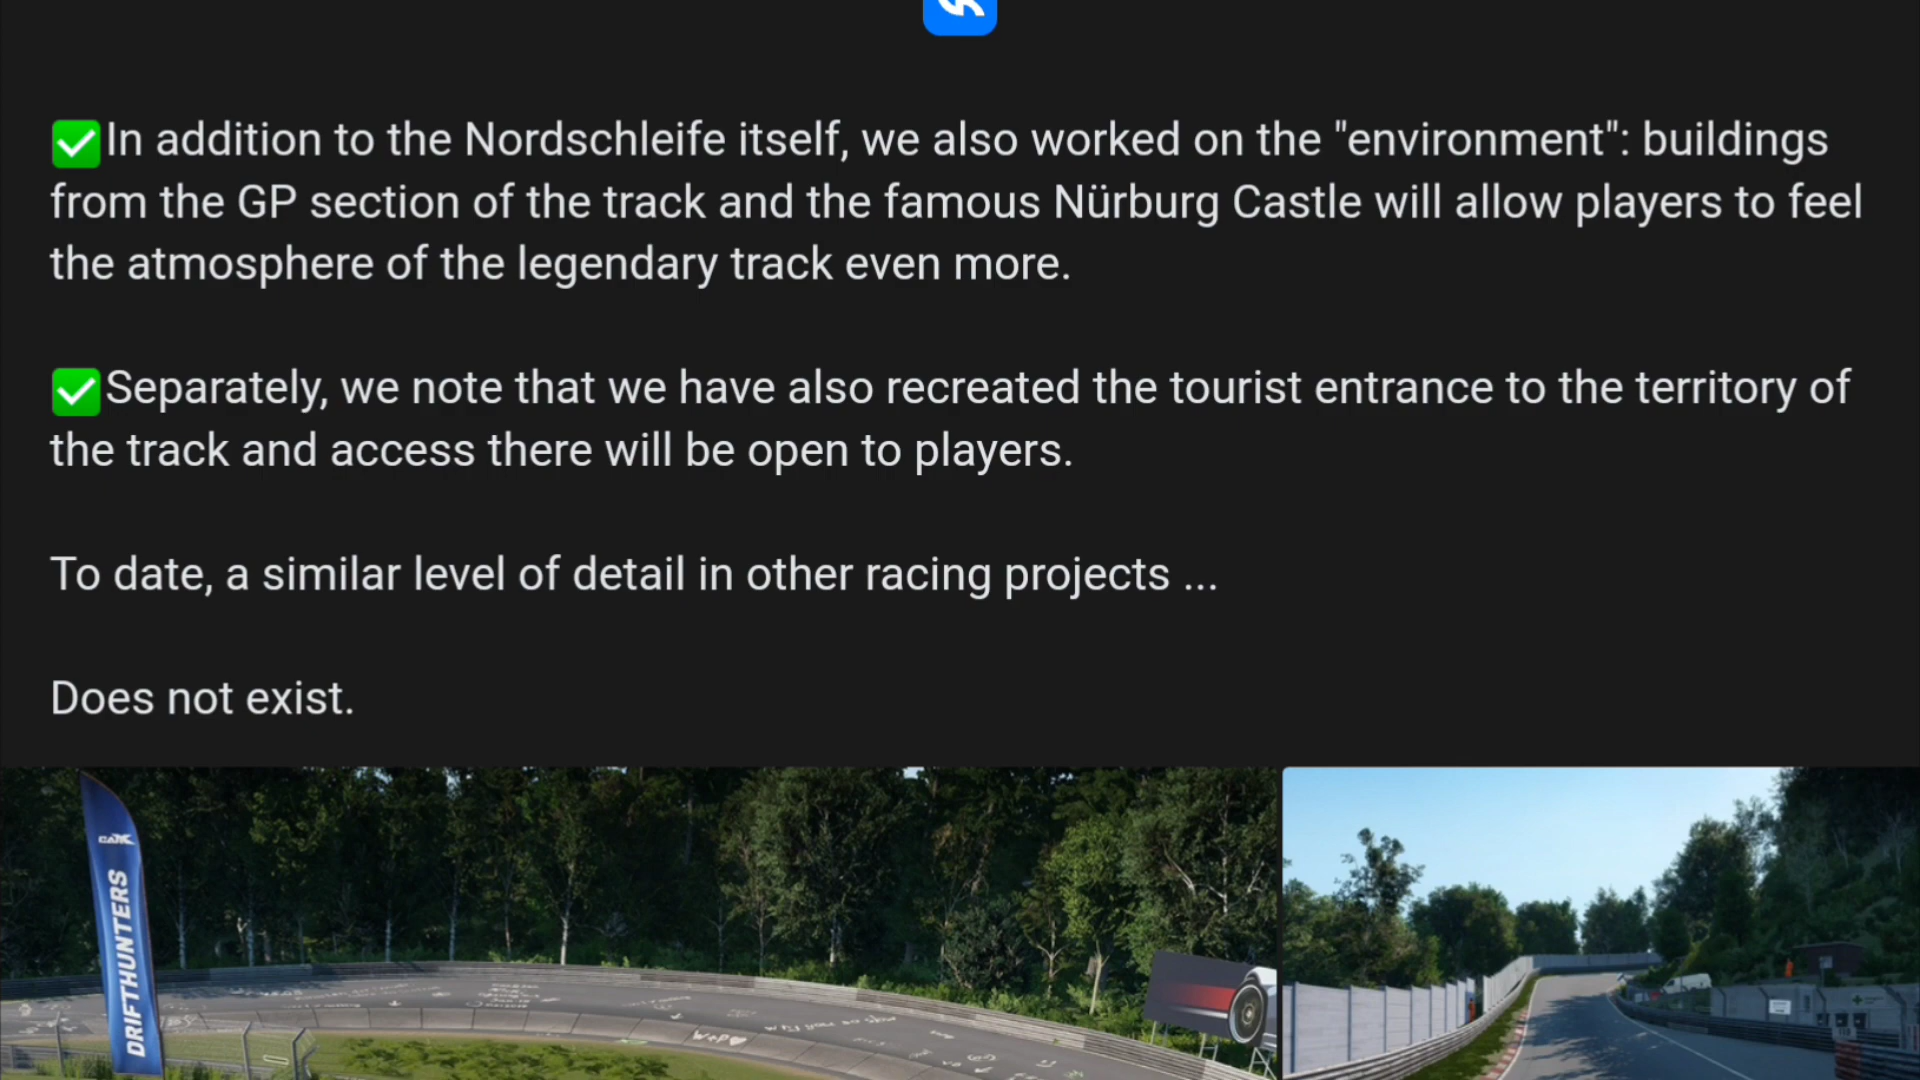 ✅In addition to the Nordschleife itself, we also worked on the "environment": buildings
from the GP section of the track and the famous Nürburg Castle will allow players to feel
the atmosphere of the legendary track even more.
✅Separately, we note that we have also recreated the tourist entrance to the territory of
the track and access there will be open to players.
To date, a similar level of detail in other racing projects ...
Does not exist.
CARX
DRIFTHUNTERS
W+P